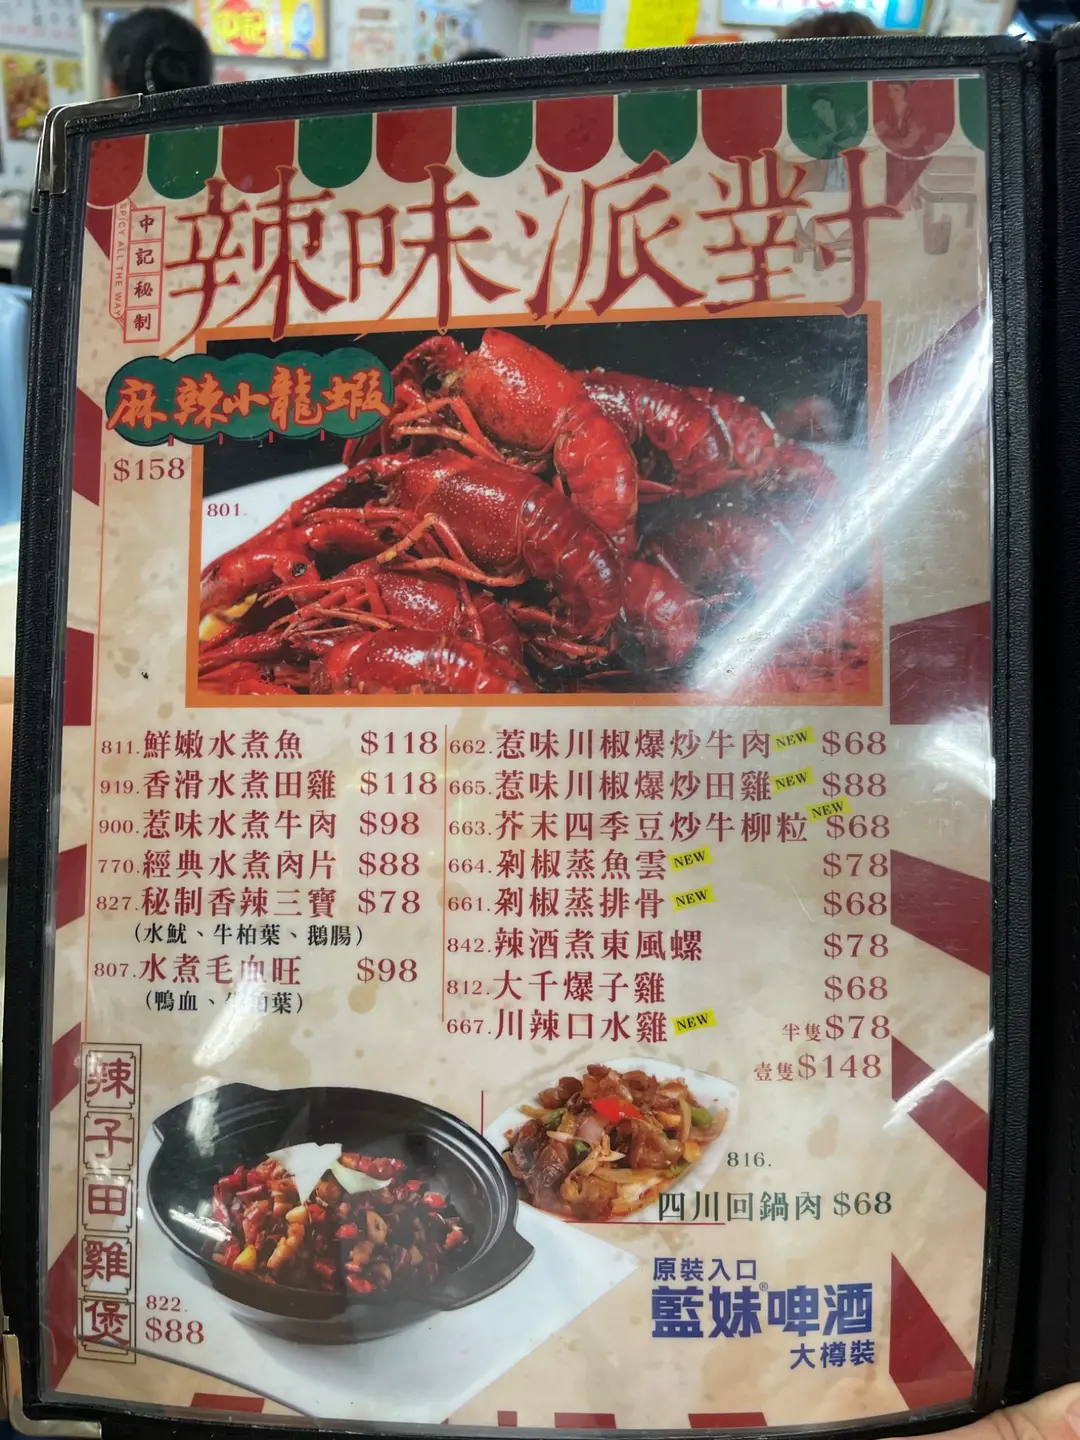 中記秘制
SPICY ALL THE WAY
辣味派對
麻辣小龍蝦
$158
801.
811.鮮嫩水煮魚 $118
919.香滑水煮田雞 $118
900.惹味水煮牛肉 $98
770.經典水煮肉片 $88
827.秘制香辣三寶 $78
(水魷、牛柏葉、鵝腸)
807.水煮毛血旺 $98
(鴨血、牛柏葉)
662.惹味川椒爆炒牛肉 NEW $68
665.惹味川椒爆炒田雞 NEW $88
663.芥末四季豆炒牛柳粒 NEW $68
664.剁椒蒸魚雲 NEW $78
661.剁椒蒸排骨 NEW $68
842.辣酒煮東風螺 $78
812.大千爆子雞 $68
667.川辣口水雞 NEW 半隻$78
壹隻$148
辣子田雞煲
822.
$88
816.
四川回鍋肉 $68
原裝入口
藍妹®啤酒
大樽裝